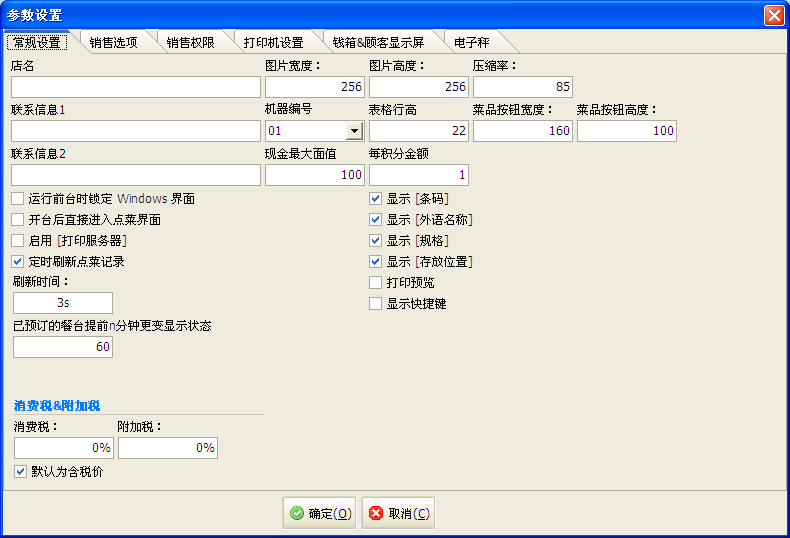 参数设置
常规设置 销售选项 销售权限 打印机设置 钱箱&顾客显示屏 电子秤
店名 图片宽度： 图片高度： 压缩率：
256 256 85
联系信息1 机器编号 表格行高 菜品按钮宽度： 菜品按钮高度：
01 22 160 100
联系信息2 现金最大面值 每积分金额
100 1
运行前台时锁定 Windows 界面 显示 [条码]
开台后直接进入点菜界面 显示 [外语名称]
启用 [打印服务器] 显示 [规格]
定时刷新点菜记录 显示 [存放位置]
刷新时间： 打印预览
3s 显示快捷键
已预订的餐台提前n分钟更变显示状态
60
消费税&附加税
消费税： 附加税：
0% 0%
默认为含税价
确定(O) 取消(C)